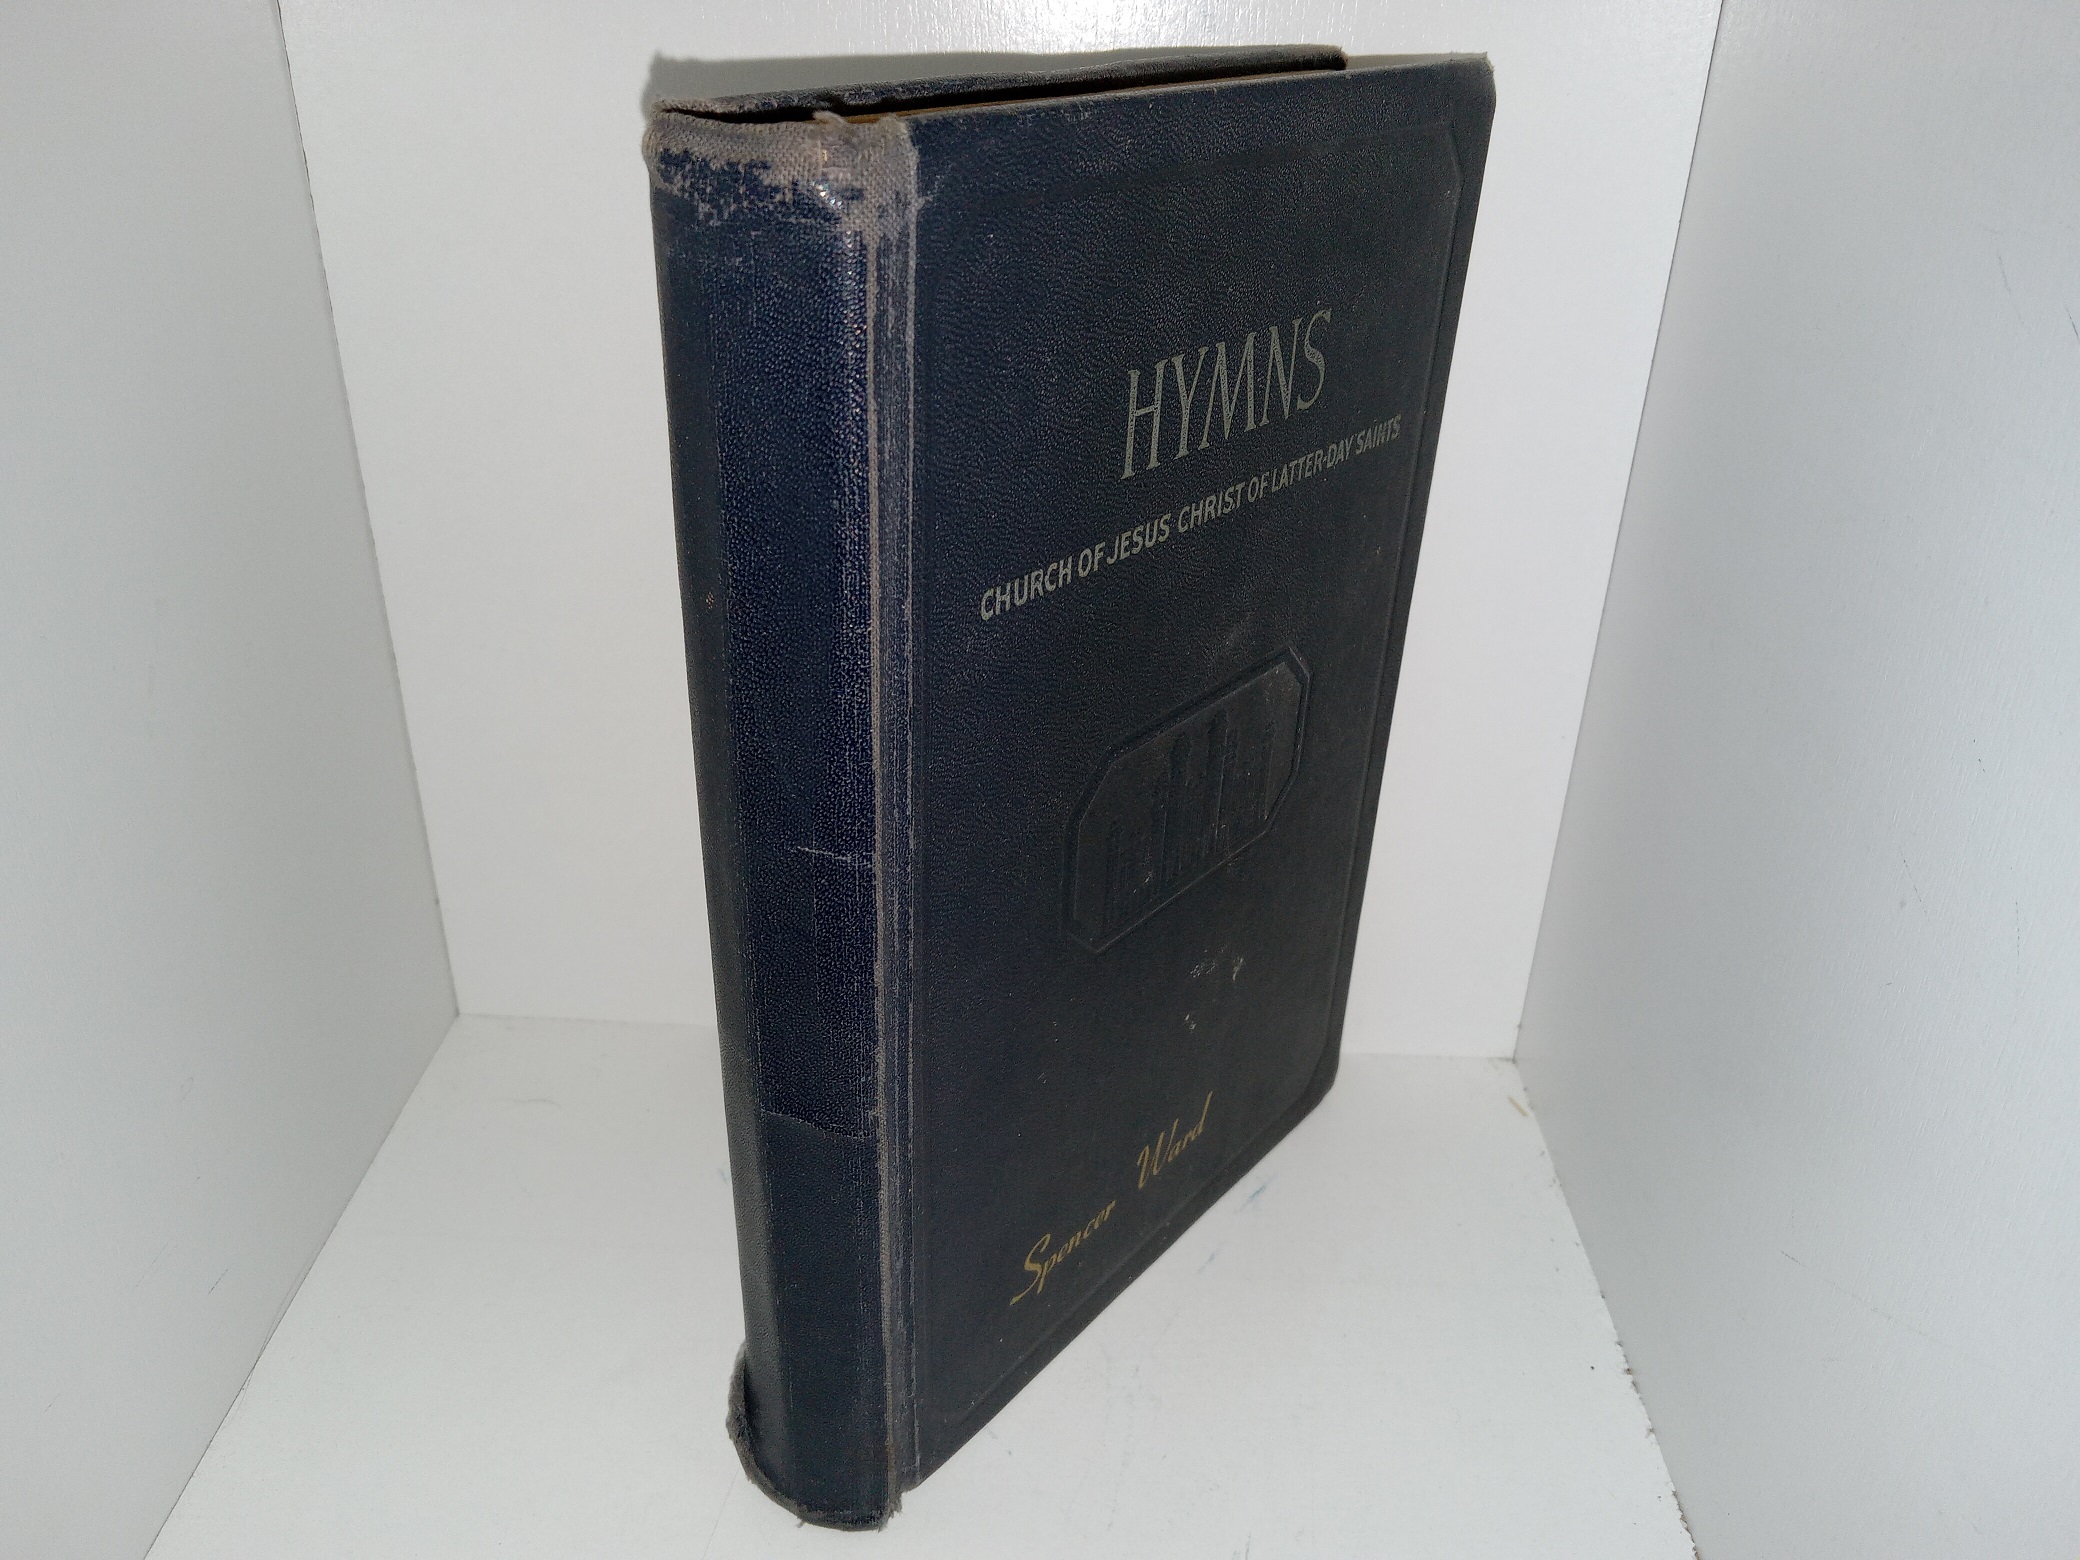 HYMNS
CHURCH OF JESUS CHRIST OF LATTER-DAY SAINTS
Spencer Ward